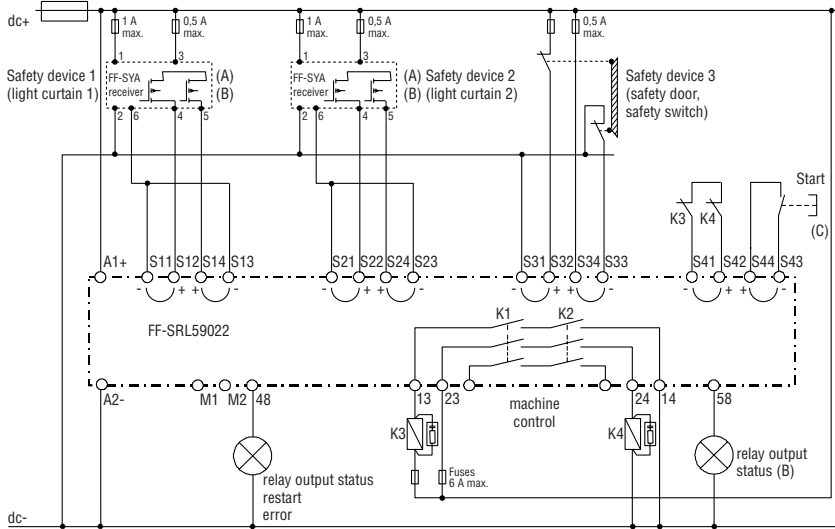 dc+
1 A
max.
0,5 A
max.
1 A
max.
0,5 A
max.
0,5 A
max.
1
3
1
3
Safety device 1
(light curtain 1)
FF-SYA
receiver
(A)
(B)
FF-SYA
receiver
(A)
(B)
Safety device 2
(light curtain 2)
Safety device 3
(safety door,
safety switch)
2
6
4
5
2
6
4
5
Start
K3
K4
(C)
A1+
S11
S12
S14
S13
S21
S22
S24
S23
S31
S32
S34
S33
S41
S42
S44
S43
-
+
+
-
-
+
+
-
-
+
+
-
-
+
+
-
FF-SRL59022
K1
K2
A2-
M1
M2
48
13
23
machine
control
24
14
58
K3
K4
relay output status
restart
error
Fuses
6 A max.
relay output
status (B)
dc-